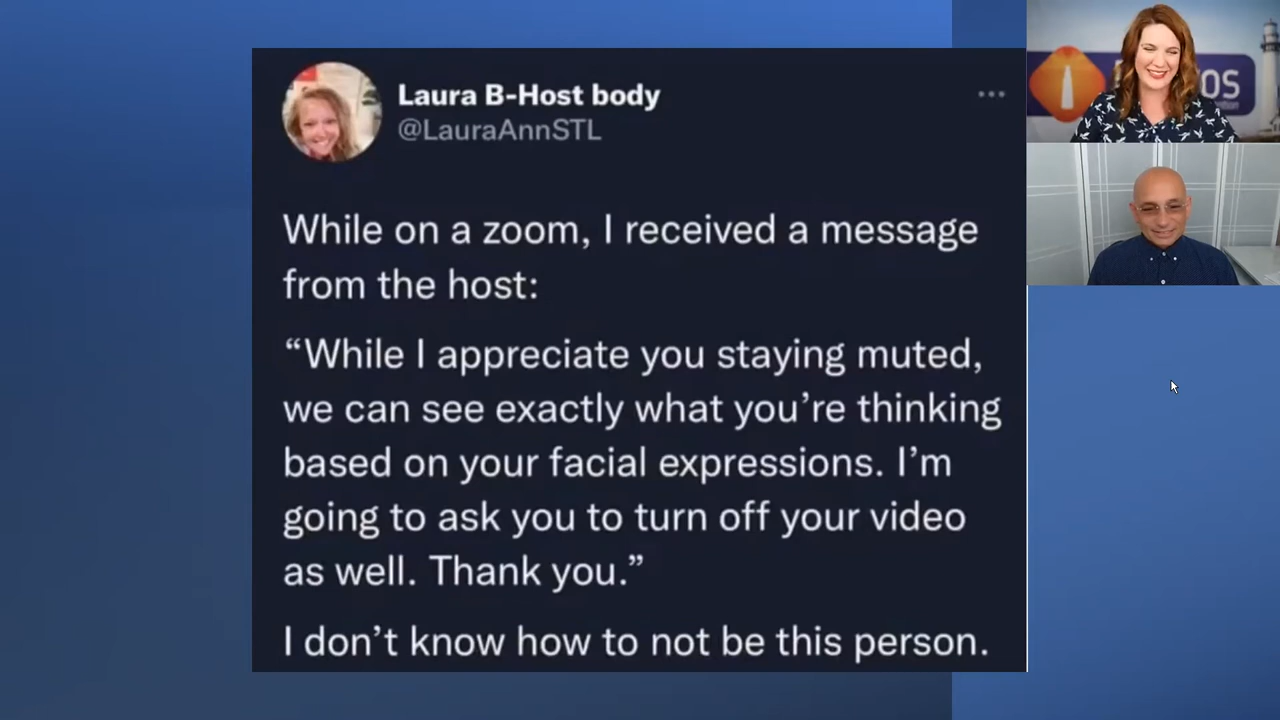 Laura B-Host body
@LauraAnnSTL
While on a zoom, I received a message
from the host:
“While I appreciate you staying muted,
we can see exactly what you’re thinking
based on your facial expressions. I’m
going to ask you to turn off your video
as well. Thank you.”
I don’t know how to not be this person.
OS